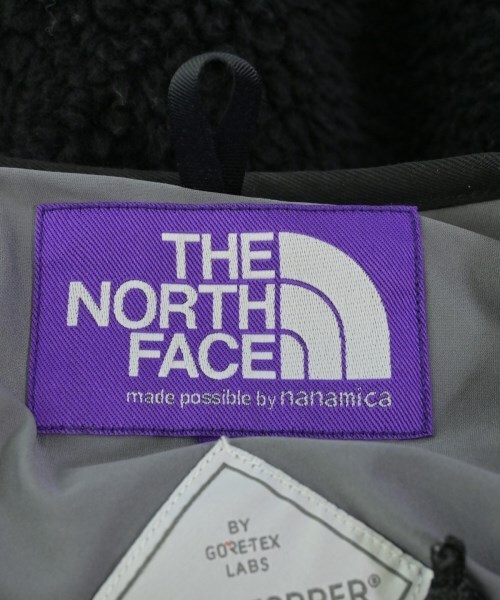 THE
NORTH
FACE
made possible by nanamica
BY
GORE-TEX
LABS